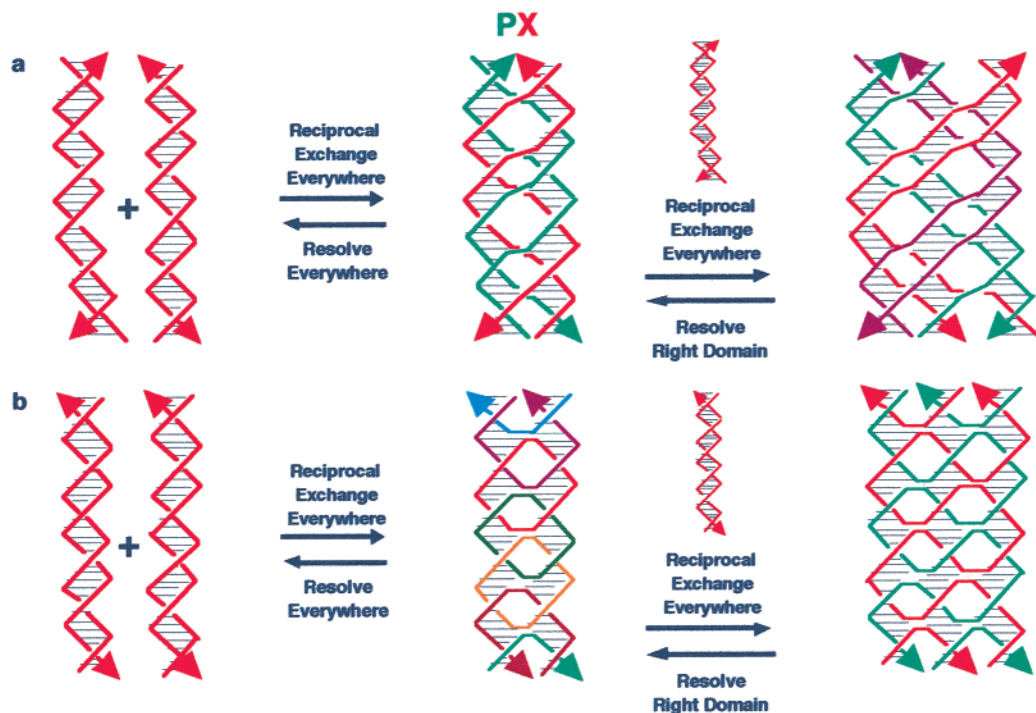 PX
a
+
Reciprocal
Exchange
Everywhere
Resolve
Everywhere
Reciprocal
Exchange
Everywhere
Resolve
Right Domain
b
+
Reciprocal
Exchange
Everywhere
Resolve
Everywhere
Reciprocal
Exchange
Everywhere
Resolve
Right Domain